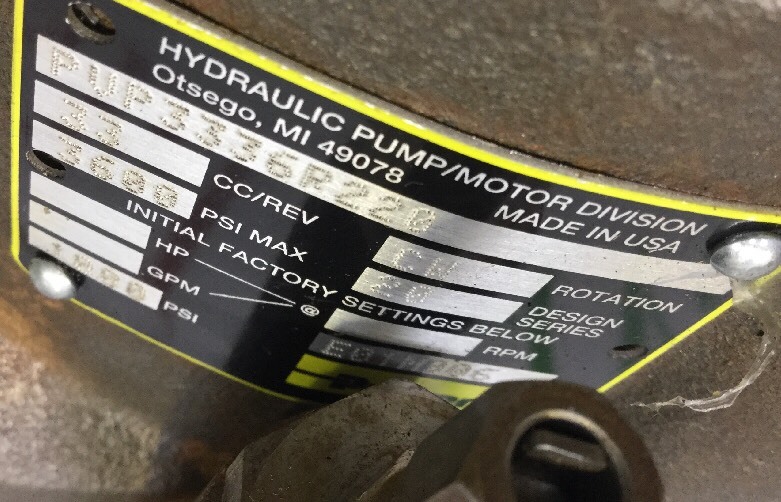 HYDRAULIC PUMP/MOTOR DIVISION
Otsego, MI 49078 MADE IN USA
PVP3336R220
33 CC/REV CW ROTATION
3600 PSI MAX 20 DESIGN SERIES
INITIAL FACTORY SETTINGS BELOW
HP
GPM @ RPM
PSI